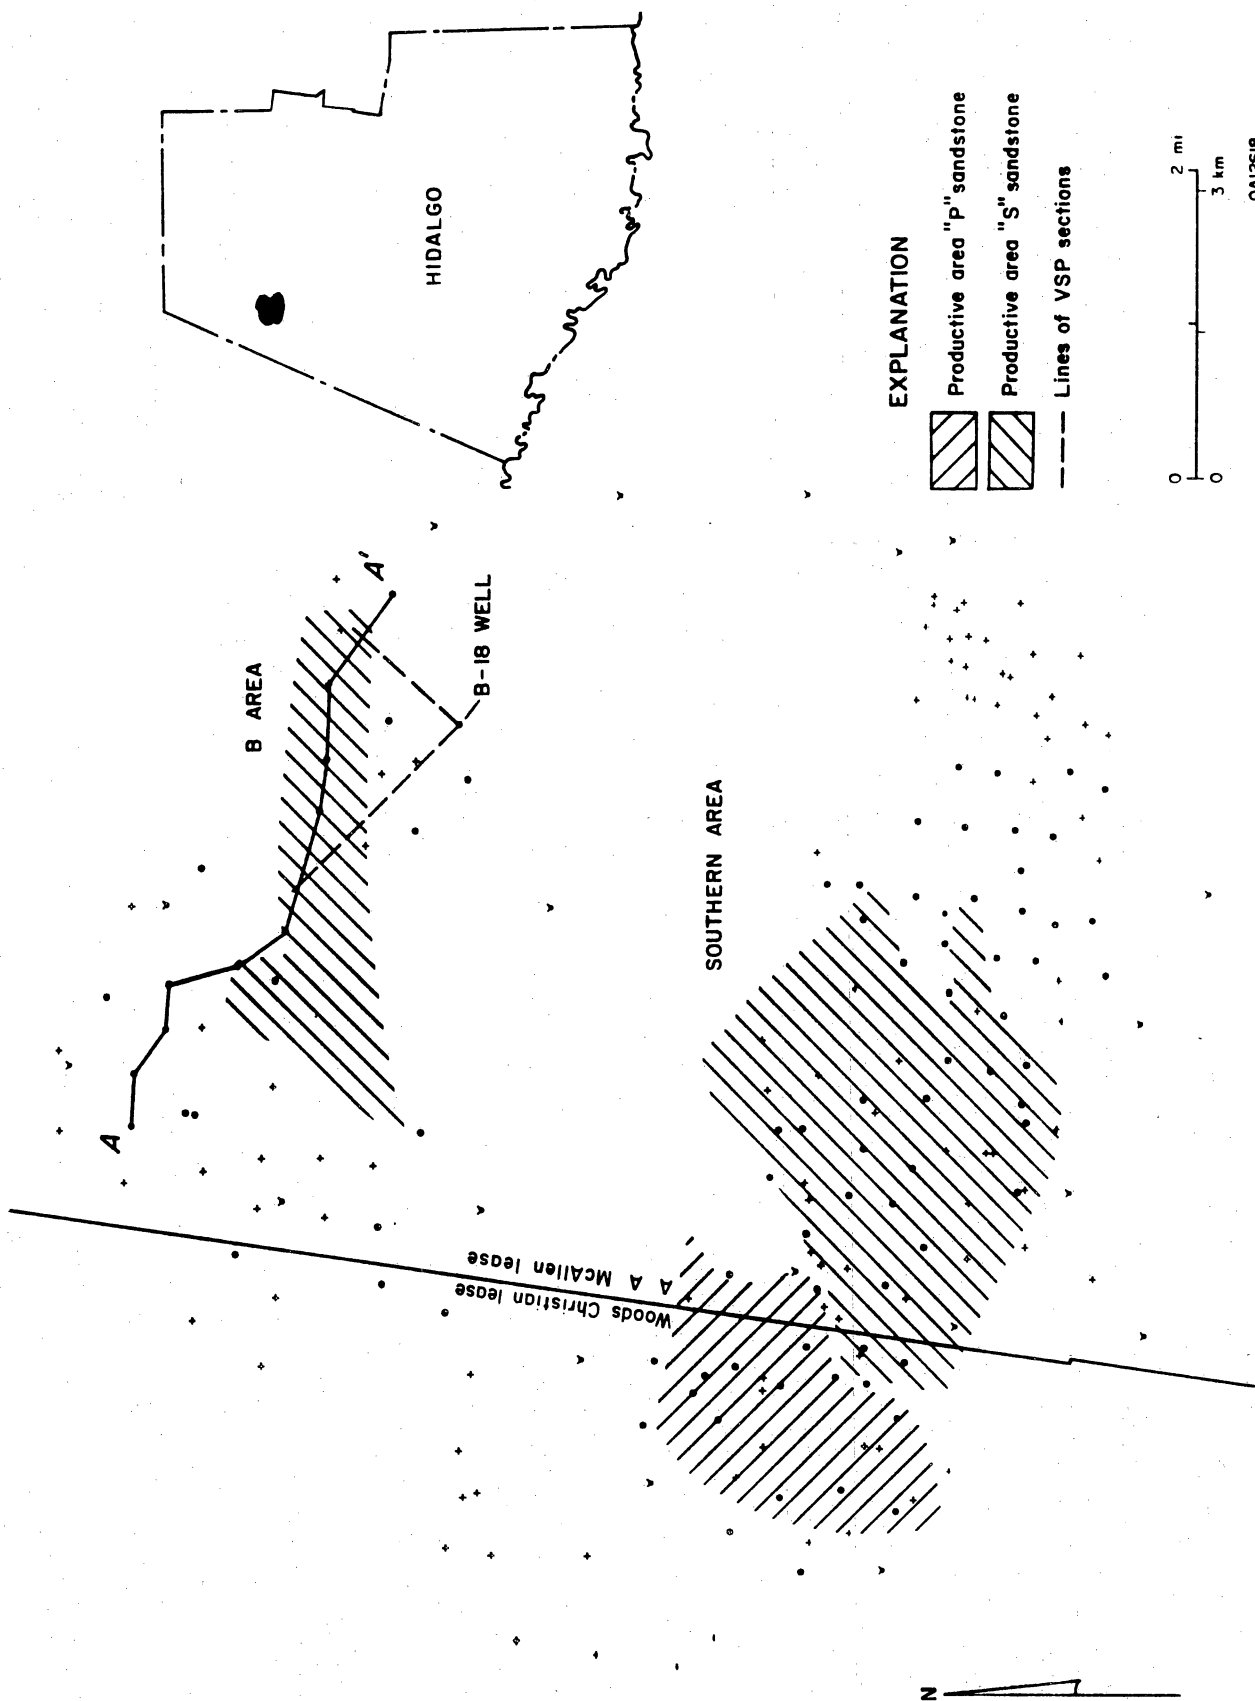 HIDALGO
A
A'
B AREA
B-18 WELL
Woods Christian lease
A A McAllen lease
SOUTHERN AREA
EXPLANATION
Productive area "P" sandstone
Productive area "S" sandstone
Lines of VSP sections
0 2 mi
0 3 km
N